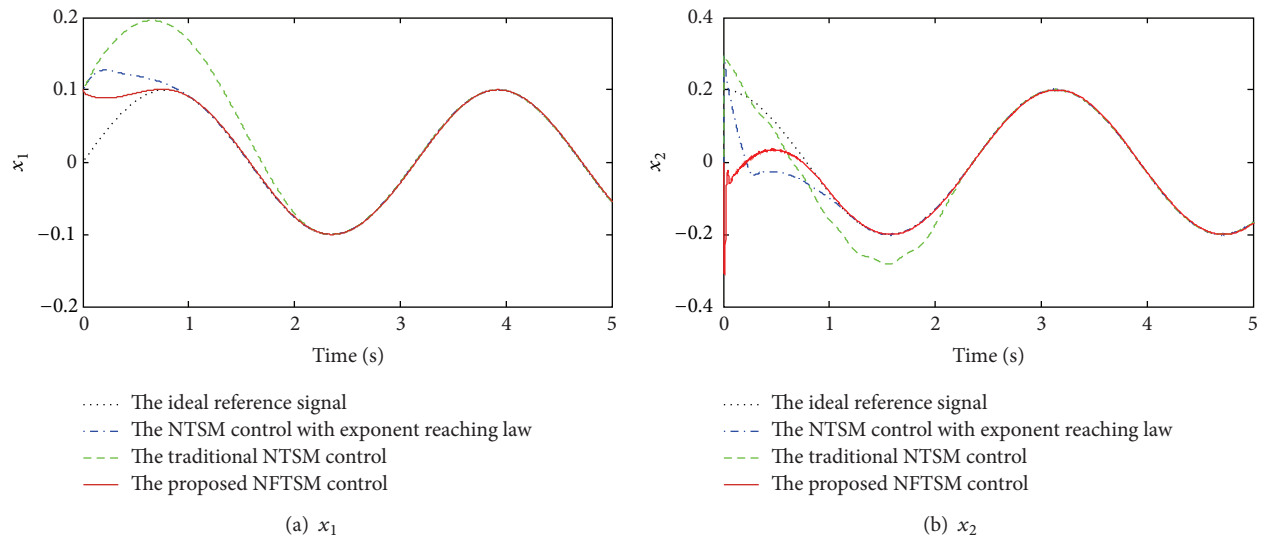 0.2
0.1
0
−0.1
−0.2
x1
0 1 2 3 4 5
Time (s)
The ideal reference signal
The NTSM control with exponent reaching law
The traditional NTSM control
The proposed NFTSM control
(a) x1
0.4
0.2
0
−0.2
−0.4
x2
0 1 2 3 4 5
Time (s)
The ideal reference signal
The NTSM control with exponent reaching law
The traditional NTSM control
The proposed NFTSM control
(b) x2